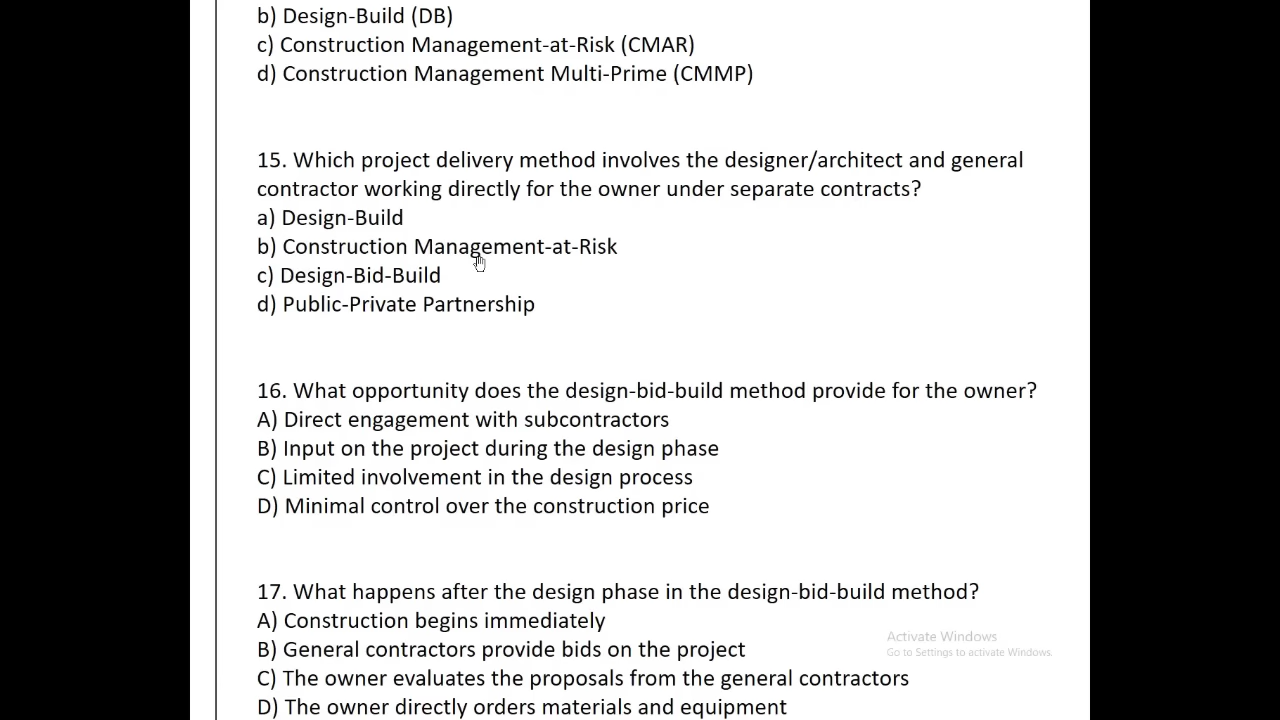 b) Design-Build (DB)
c) Construction Management-at-Risk (CMAR)
d) Construction Management Multi-Prime (CMMP)
15. Which project delivery method involves the designer/architect and general
contractor working directly for the owner under separate contracts?
a) Design-Build
b) Construction Management-at-Risk
c) Design-Bid-Build
d) Public-Private Partnership
16. What opportunity does the design-bid-build method provide for the owner?
A) Direct engagement with subcontractors
B) Input on the project during the design phase
C) Limited involvement in the design process
D) Minimal control over the construction price
17. What happens after the design phase in the design-bid-build method?
A) Construction begins immediately
B) General contractors provide bids on the project
C) The owner evaluates the proposals from the general contractors
D) The owner directly orders materials and equipment
Activate Windows
Go to Settings to activate Windows.